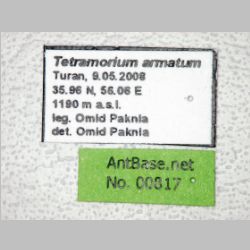 Tetramorium armatum
Turan, 9.05.2008
35.96 N, 56.06 E
1190 m a.s.l.
leg. Omid Paknia
det. Omid Paknia
AntBase.net
No. 00817